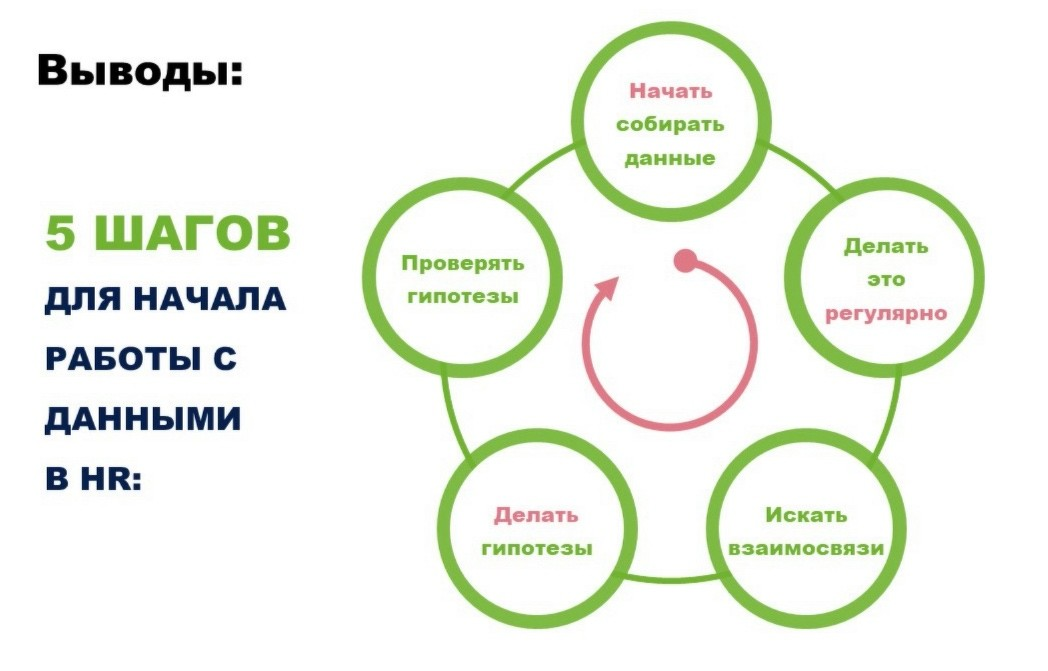 Выводы:
5 ШАГОВ
ДЛЯ НАЧАЛА
РАБОТЫ С
ДАННЫМИ
В HR:
Начать
собирать
данные
Делать
это
регулярно
Искать
взаимосвязи
Делать
гипотезы
Проверять
гипотезы